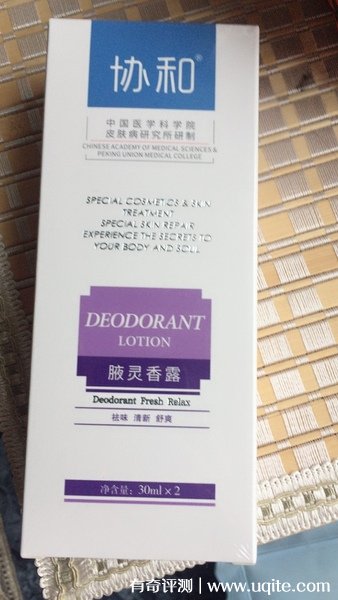 协和®
中国医学科学院
皮肤病研究所研制
CHINESE ACADEMY OF MEDICAL SCIENCES &
PEKING UNION MEDICAL COLLEGE
SPECIAL COSMETICS & SKIN
TREATMENT
SPECIAL SKIN REPAIR
EXPERIENCE THE SECRETS TO
YOUR BODY AND SOUL
DEODORANT
LOTION
腋灵香露
Deodorant Fresh Relax
祛味 清新 舒爽
净含量：30ml×2
有奇评测 | www.uqite.com